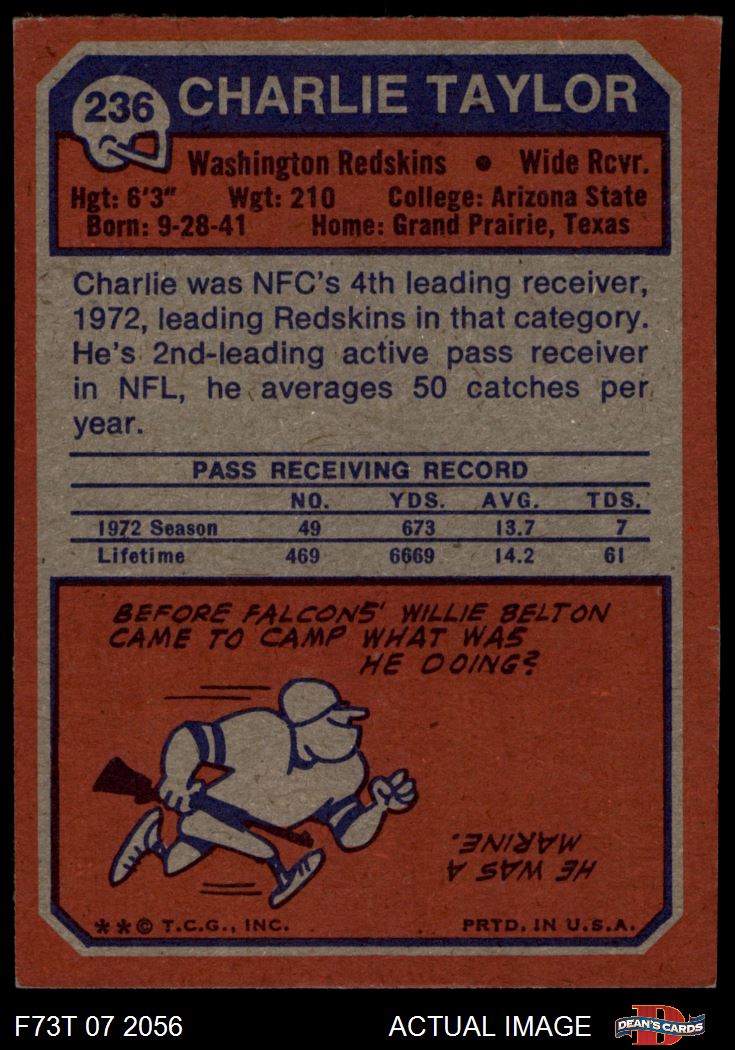 236
CHARLIE TAYLOR
Washington Redskins • Wide Rcvr.
Hgt: 6'3" Wgt: 210 College: Arizona State
Born: 9-28-41 Home: Grand Prairie, Texas
Charlie was NFC's 4th leading receiver,
1972, leading Redskins in that category.
He's 2nd-leading active pass receiver
in NFL, he averages 50 catches per
year.
PASS RECEIVING RECORD
NO. YDS. AVG. TDS.
1972 Season 49 673 13.7 7
Lifetime 469 6669 14.2 61
BEFORE FALCONS' WILLIE BELTON
CAME TO CAMP WHAT WAS
HE DOING?
HE WAS A
MARINE.
**© T.C.G., INC. PRTD. IN U.S.A.
F73T 07 2056 ACTUAL IMAGE
D
DEAN'S CARDS